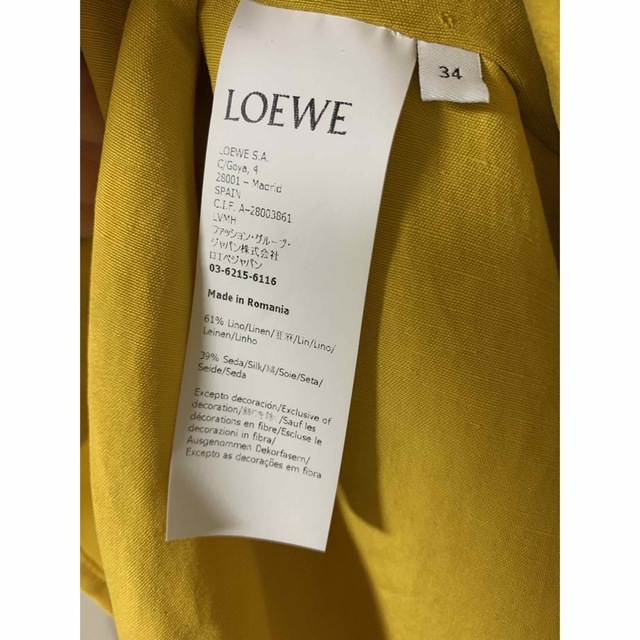 LOEWE
34
LOEWE S.A.
C/Goya, 4
28001 – Madrid
SPAIN
C.I.F. A-28003861
LVMH
ファッション・グループ・
ジャパン株式会社
ロエベジャパン
03-6215-6116
Made in Romania
61% Lino/Linen/亜麻/Lin/Lino/
Leinen/Linho
39% Seda/Silk/絹/Soie/Seta/
Seide/Seda
Excepto decoración/Exclusive of
decoration/ /Sauf les
décorations en fibre/Escluse le
decorazioni in fibra/
Ausgenommen Dekorfasern/
Excepto as decorações em fibra